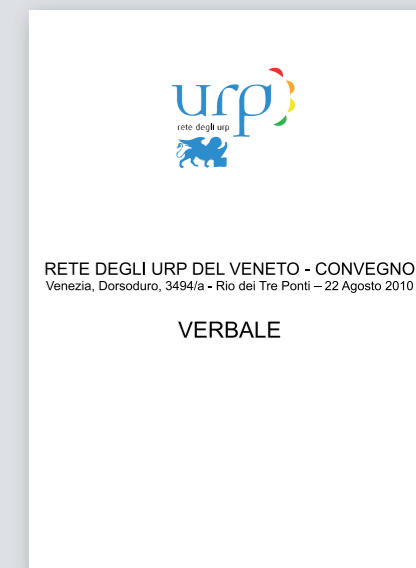 urp
rete degli urp
RETE DEGLI URP DEL VENETO - CONVEGNO
Venezia, Dorsoduro, 3494/a - Rio dei Tre Ponti – 22 Agosto 2010
VERBALE